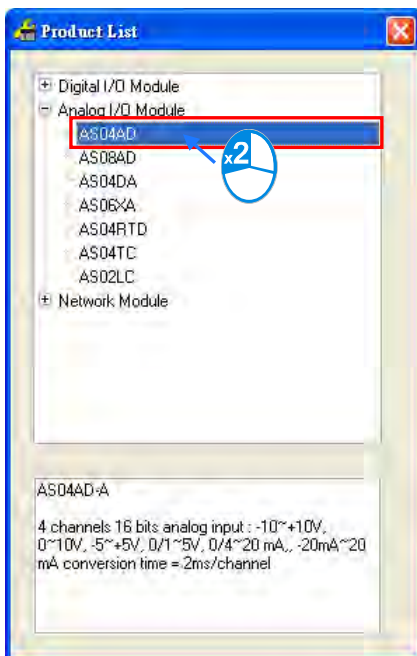 Product List
Digital I/O Module
Analog I/O Module
AS04AD
x2
AS08AD
AS04DA
AS06XA
AS04RTD
AS04TC
AS02LC
Network Module
AS04AD-A
4 channels 16 bits analog input : -10~+10V,
0~10V, -5~+5V, 0/1~5V, 0/4~20 mA,, -20mA~20
mA conversion time = 2ms/channel